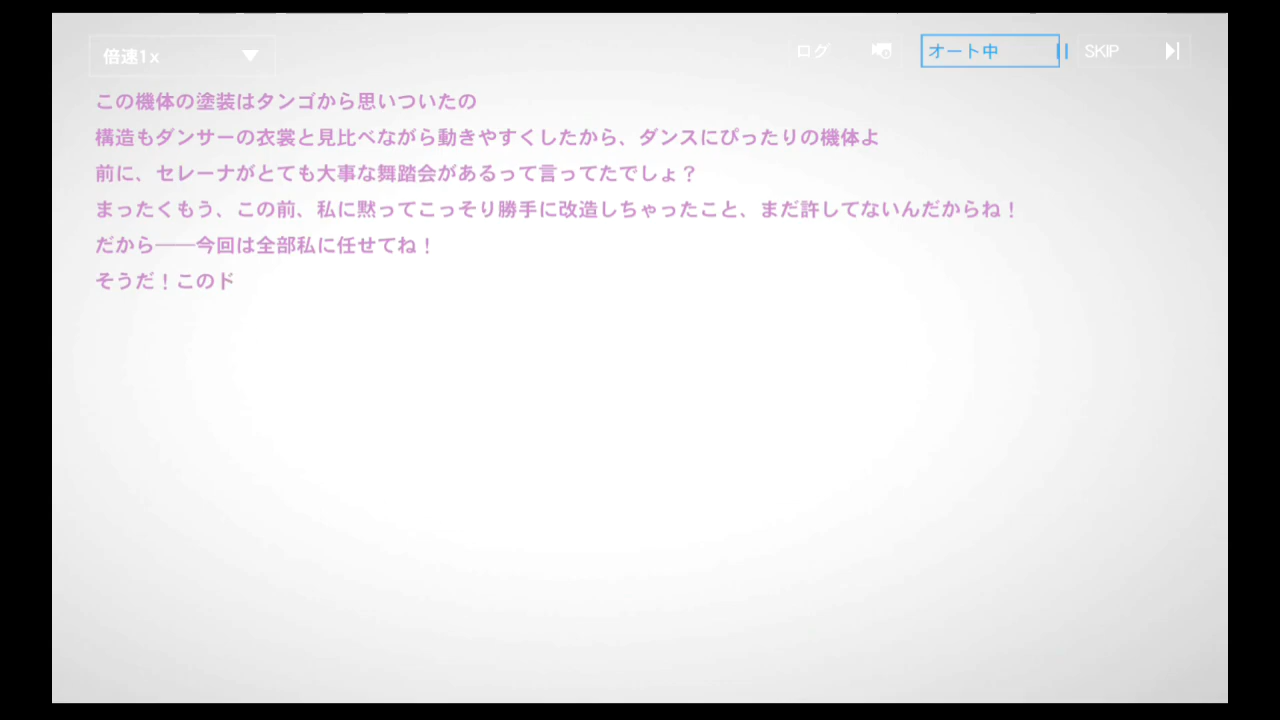 倍速1x
ログ
オート中
SKIP
この機体の塗装はタンゴから思いついたの
構造もダンサーの衣裳と見比べながら動きやすくしたから、ダンスにぴったりの機体よ
前に、セレーナがとても大事な舞踏会があるって言ってたでしょ？
まったくもう、この前、私に黙ってこっそり勝手に改造しちゃったこと、まだ許してないんだからね！
だから——今回は全部私に任せてね！
そうだ！このド